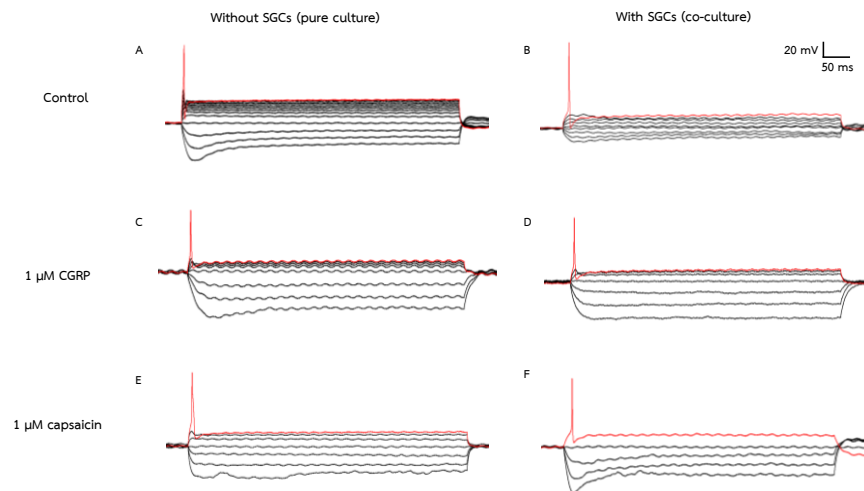 Without SGCs (pure culture)
With SGCs (co-culture)
A
B
20 mV
50 ms
Control
C
D
1 µM CGRP
E
F
1 µM capsaicin